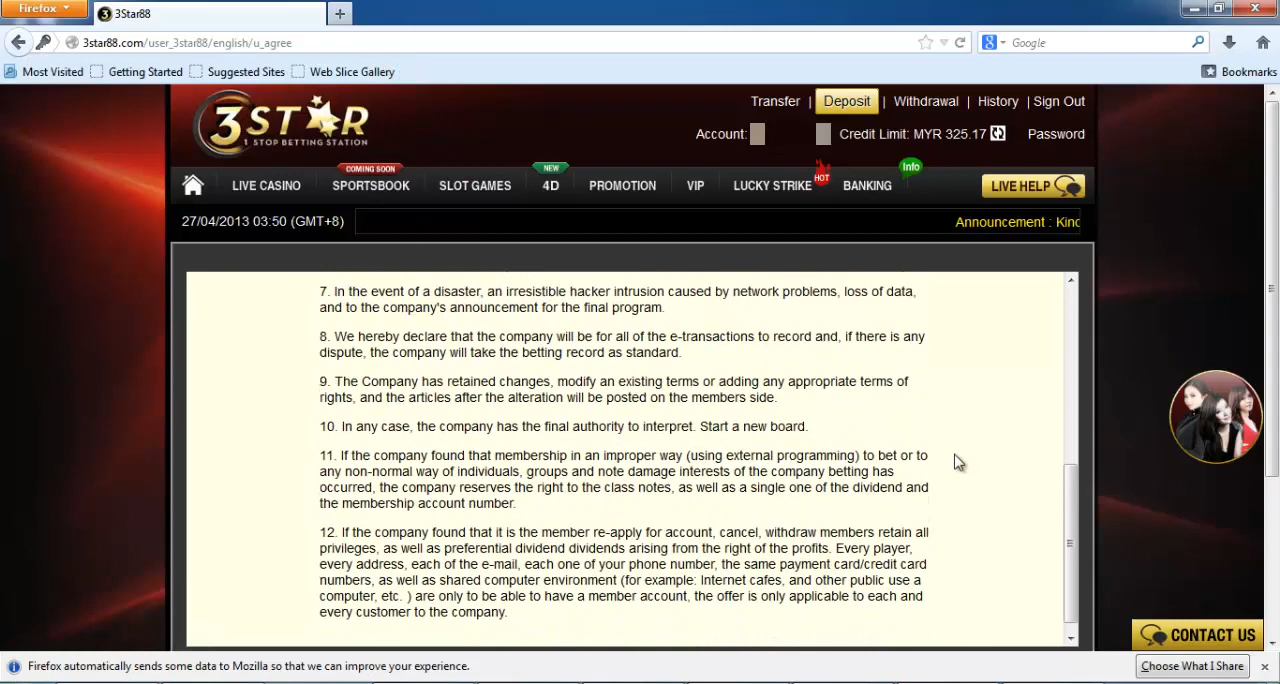 Firefox
3Star88
3star88.com/user_3star88/english/u_agree
Google
Most Visited
Getting Started
Suggested Sites
Web Slice Gallery
Bookmarks
3STAR
1 STOP BETTING STATION
Transfer | Deposit | Withdrawal | History | Sign Out
Account: Credit Limit: MYR 325.17 Password
COMING SOON
NEW
HOT
Info
LIVE CASINO SPORTSBOOK SLOT GAMES 4D PROMOTION VIP LUCKY STRIKE BANKING
LIVE HELP
27/04/2013 03:50 (GMT+8)
Announcement : Kind
7. In the event of a disaster, an irresistible hacker intrusion caused by network problems, loss of data,
and to the company's announcement for the final program.
8. We hereby declare that the company will be for all of the e-transactions to record and, if there is any
dispute, the company will take the betting record as standard.
9. The Company has retained changes, modify an existing terms or adding any appropriate terms of
rights, and the articles after the alteration will be posted on the members side.
10. In any case, the company has the final authority to interpret. Start a new board.
11. If the company found that membership in an improper way (using external programming) to bet or to
any non-normal way of individuals, groups and note damage interests of the company betting has
occurred, the company reserves the right to the class notes, as well as a single one of the dividend and
the membership account number.
12. If the company found that it is the member re-apply for account, cancel, withdraw members retain all
privileges, as well as preferential dividend dividends arising from the right of the profits. Every player,
every address, each of the e-mail, each one of your phone number, the same payment card/credit card
numbers, as well as shared computer environment (for example: Internet cafes, and other public use a
computer, etc. ) are only to be able to have a member account, the offer is only applicable to each and
every customer to the company.
CONTACT US
Firefox automatically sends some data to Mozilla so that we can improve your experience.
Choose What I Share